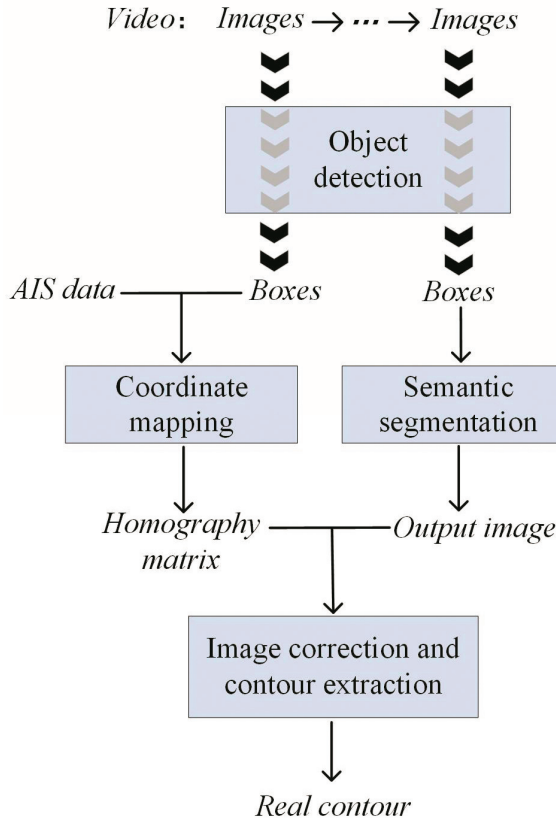 Video: Images → ··· → Images
Object
detection
AIS data Boxes Boxes
Coordinate
mapping
Semantic
segmentation
Homography
matrix
Output image
Image correction and
contour extraction
Real contour